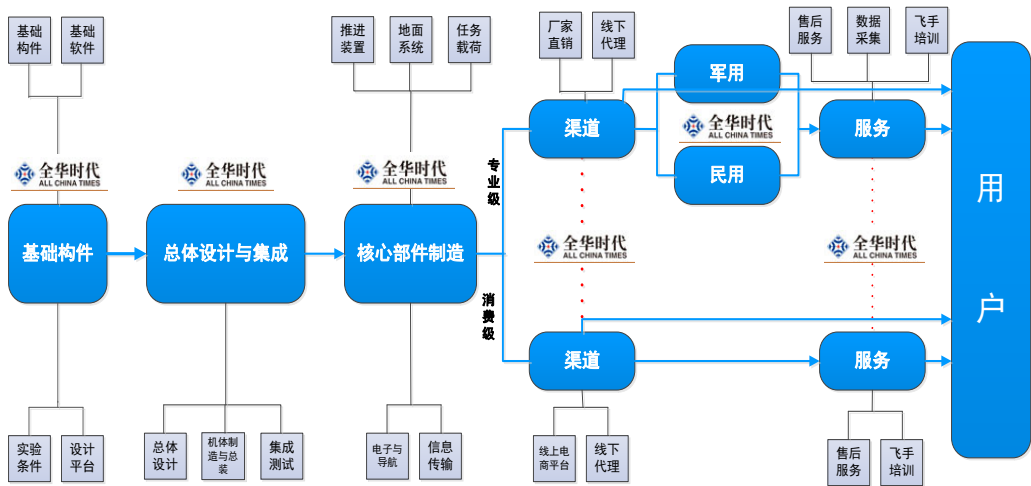 基础
构件
基础
软件
推进
装置
地面
系统
任务
载荷
厂家
直销
线下
代理
售后
服务
数据
采集
飞手
培训
军用
渠道
全华时代
ALL CHINA TIMES
服务
民用
全华时代
ALL CHINA TIMES
全华时代
ALL CHINA TIMES
全华时代
ALL CHINA TIMES
专
业
级
基础构件
总体设计与集成
核心部件制造
全华时代
ALL CHINA TIMES
全华时代
ALL CHINA TIMES
用
户
消
费
级
渠道
服务
实验
条件
设计
平台
总体
设计
机体制
造与总
装
集成
测试
电子与
导航
信息
传输
线上电
商平台
线下
代理
售后
服务
飞手
培训